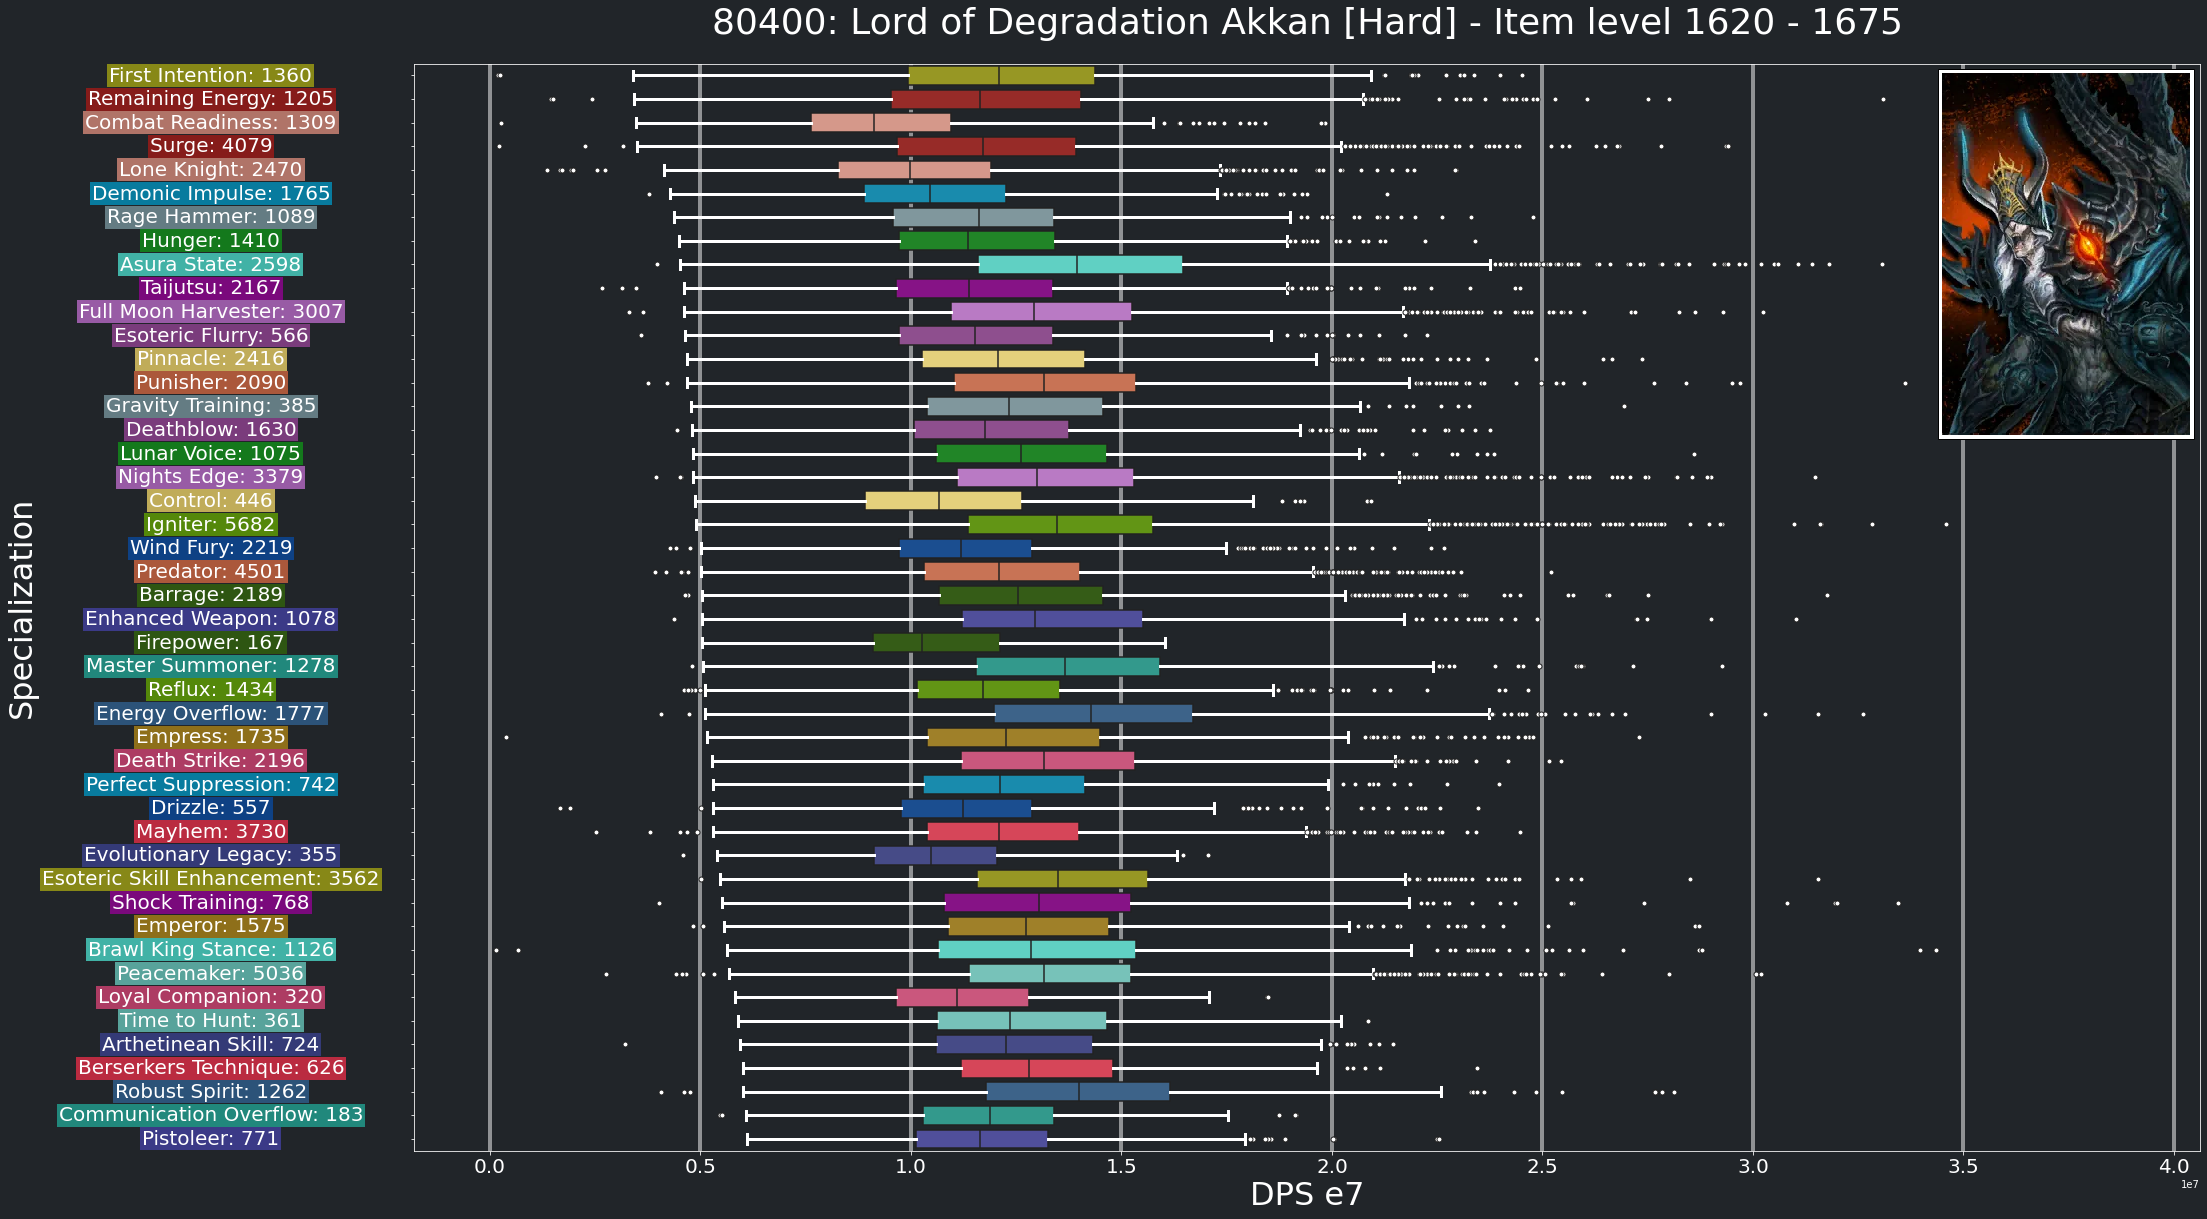 80400: Lord of Degradation Akkan [Hard] - Item level 1620 - 1675
Specialization
First Intention: 1360
Remaining Energy: 1205
Combat Readiness: 1309
Surge: 4079
Lone Knight: 2470
Demonic Impulse: 1765
Rage Hammer: 1089
Hunger: 1410
Asura State: 2598
Taijutsu: 2167
Full Moon Harvester: 3007
Esoteric Flurry: 566
Pinnacle: 2416
Punisher: 2090
Gravity Training: 385
Deathblow: 1630
Lunar Voice: 1075
Nights Edge: 3379
Control: 446
Igniter: 5682
Wind Fury: 2219
Predator: 4501
Barrage: 2189
Enhanced Weapon: 1078
Firepower: 167
Master Summoner: 1278
Reflux: 1434
Energy Overflow: 1777
Empress: 1735
Death Strike: 2196
Perfect Suppression: 742
Drizzle: 557
Mayhem: 3730
Evolutionary Legacy: 355
Esoteric Skill Enhancement: 3562
Shock Training: 768
Emperor: 1575
Brawl King Stance: 1126
Peacemaker: 5036
Loyal Companion: 320
Time to Hunt: 361
Arthetinean Skill: 724
Berserkers Technique: 626
Robust Spirit: 1262
Communication Overflow: 183
Pistoleer: 771
0.0 0.5 1.0 1.5 2.0 2.5 3.0 3.5 4.0
1e7
DPS e7